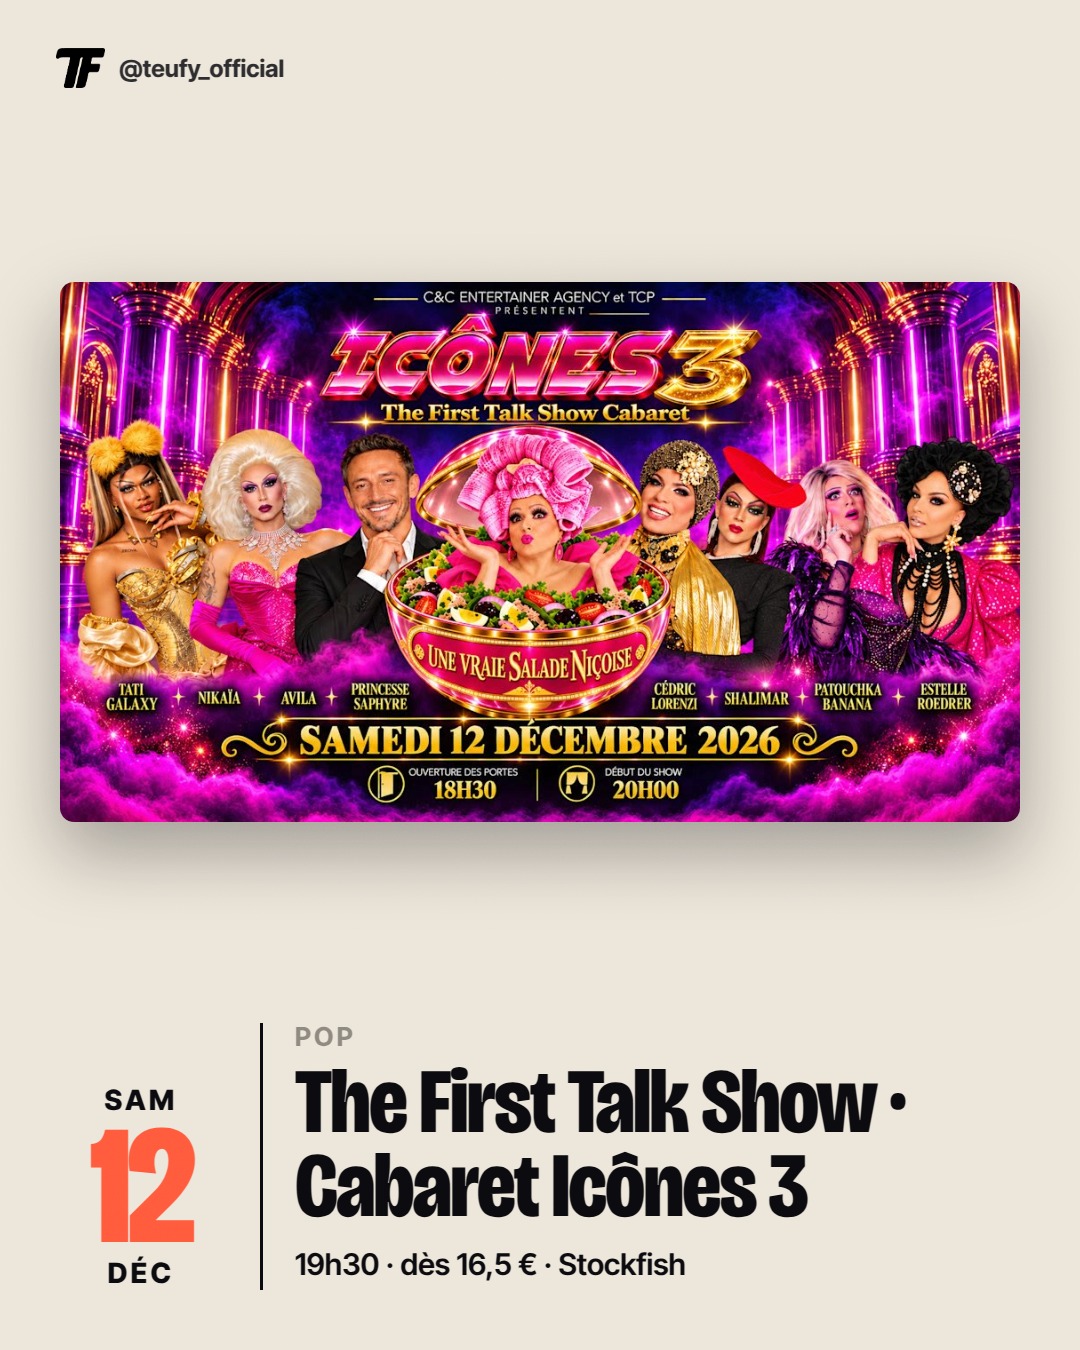 TF @teufy_official
C&C ENTERTAINER AGENCY et TCP
PRÉSENTENT
ICÔNES 3
The First Talk Show Cabaret
UNE VRAIE SALADE NIÇOISE
TATI GALAXY + NIKAÏA + AVILA + PRINCESSE SAPHYRE
CÉDRIC LORENZI + SHALIMAR + PATOUCHKA BANANA + ESTELLE ROEDRER
SAMEDI 12 DÉCEMBRE 2026
OUVERTURE DES PORTES
18H30
DÉBUT DU SHOW
20H00
SAM
12
DÉC
POP
The First Talk Show •
Cabaret Icônes 3
19h30 · dès 16,5 € · Stockfish